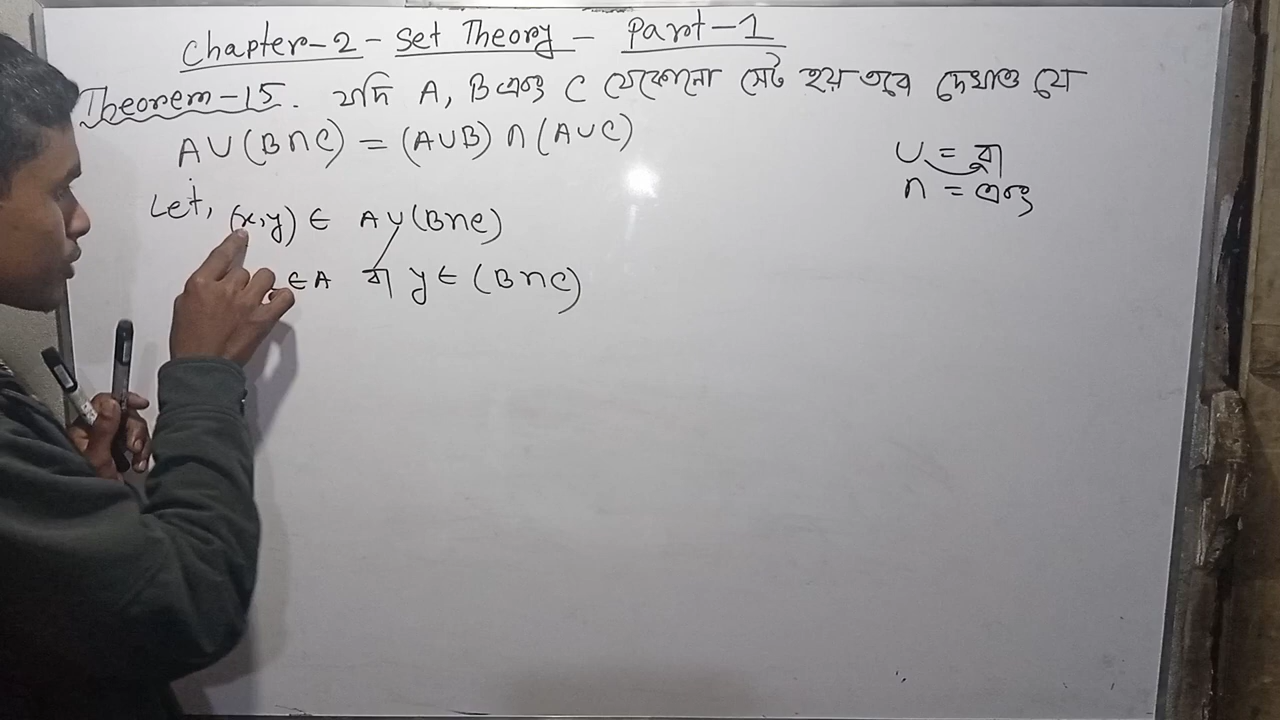 Chapter-2-Set Theory-Part-1
Theorem-15. যদি A, B এবং C যেকোনো সেট হয় তবে দেখাও যে
A∪(B∩C) = (A∪B)∩(A∪C)
∪ = বা
∩ = এবং
Let, (x,y) ∈ A∪(B∩C)
∈A বা y∈(B∩C)